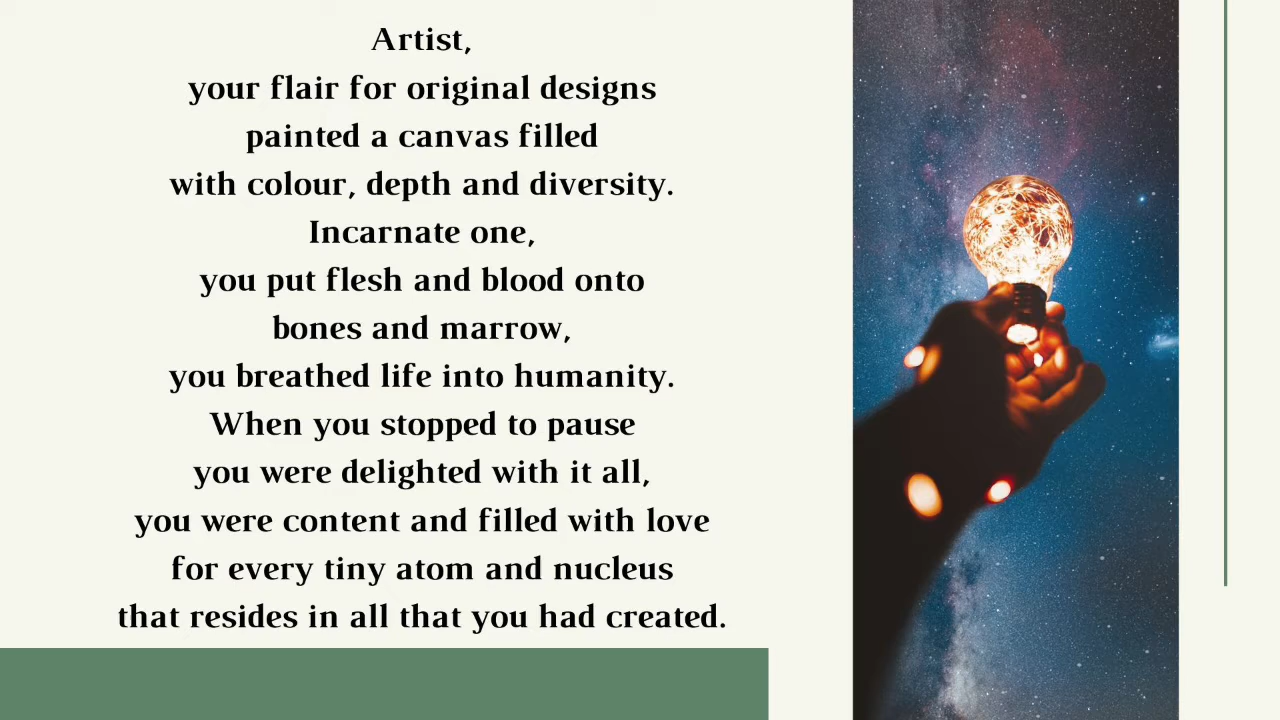 Artist,
your flair for original designs
painted a canvas filled
with colour, depth and diversity.
Incarnate one,
you put flesh and blood onto
bones and marrow,
you breathed life into humanity.
When you stopped to pause
you were delighted with it all,
you were content and filled with love
for every tiny atom and nucleus
that resides in all that you had created.